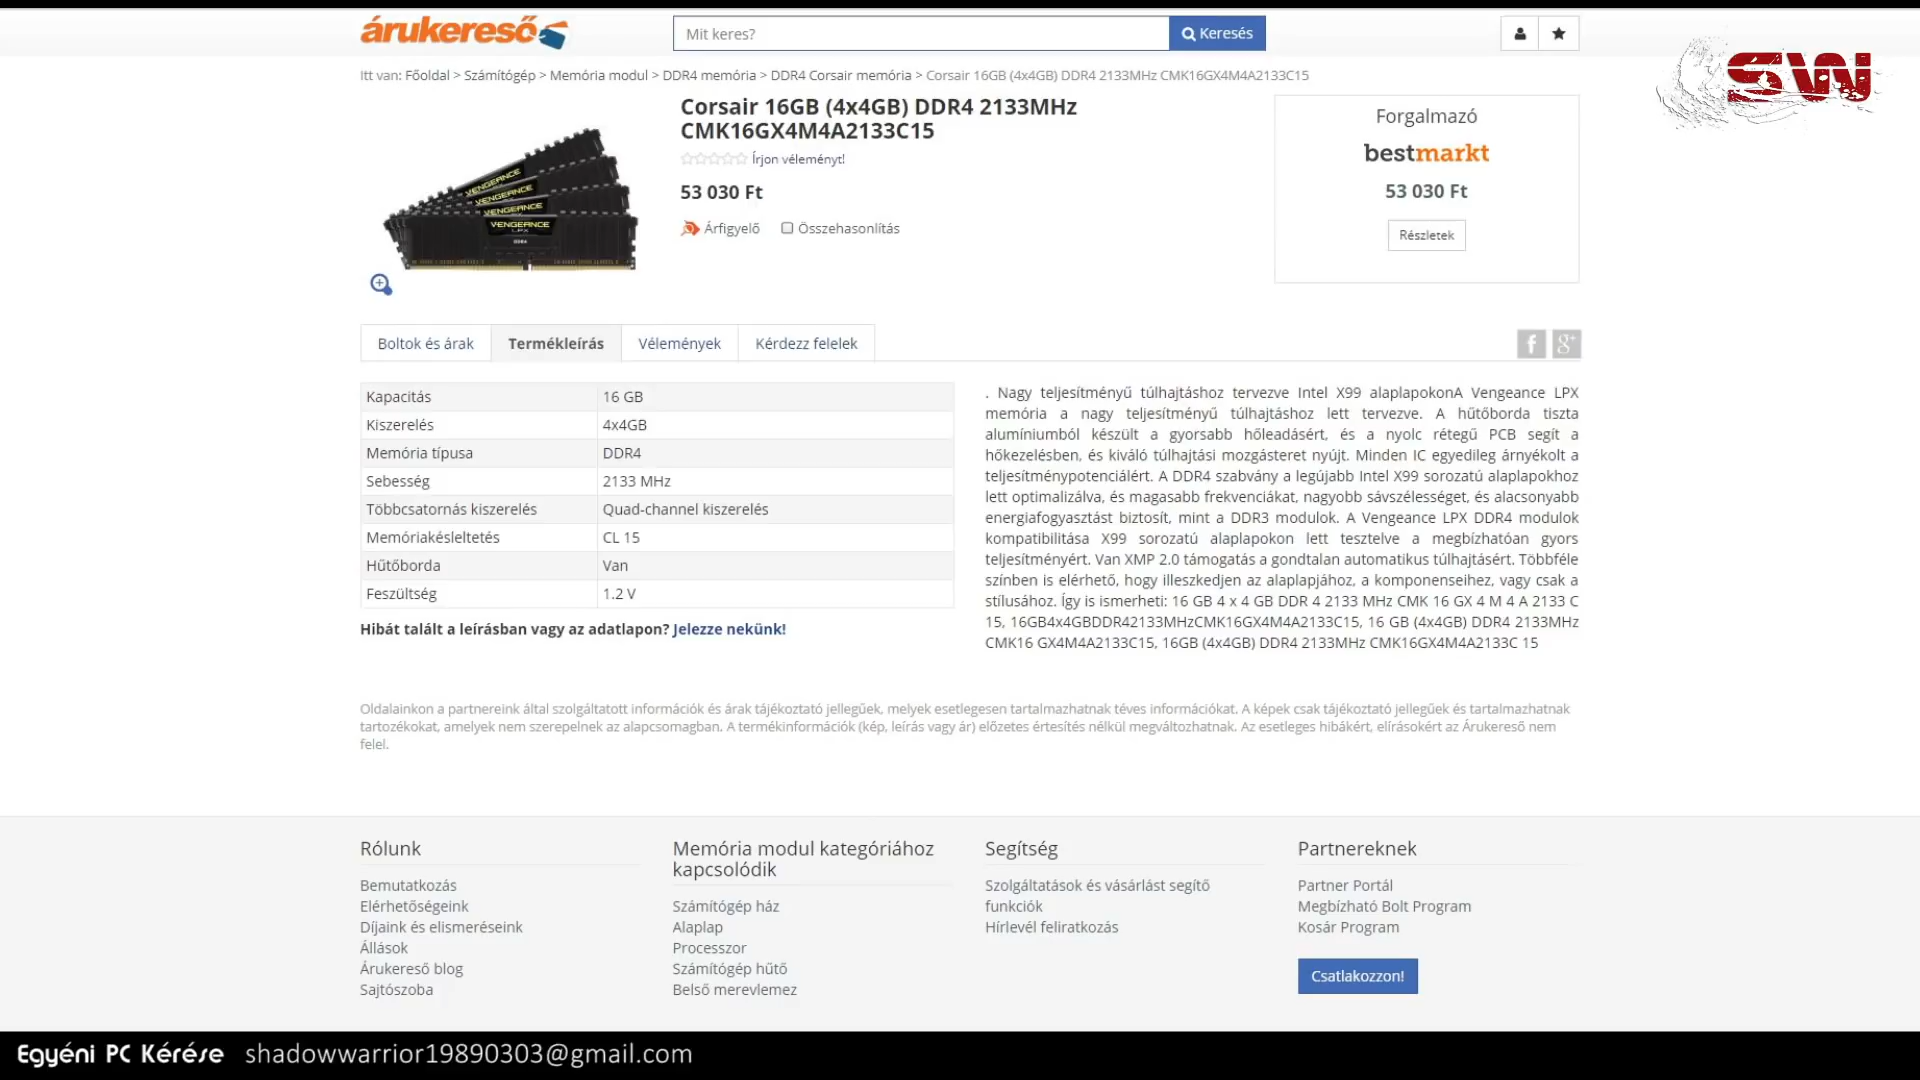 árukereső
Mit keres?
Keresés
SW
Itt van: Főoldal > Számítógép > Memória modul > DDR4 memória > DDR4 Corsair memória > Corsair 16GB (4x4GB) DDR4 2133MHz CMK16GX4M4A2133C15
Corsair 16GB (4x4GB) DDR4 2133MHz
CMK16GX4M4A2133C15
Írjon véleményt!
53 030 Ft
Árfigyelő
Összehasonlítás
VENGEANCE
VENGEANCE
VENGEANCE
VENGEANCE
LPX
DDR4
Forgalmazó
bestmarkt
53 030 Ft
Részletek
Boltok és árak
Termékleírás
Vélemények
Kérdezz felelek
f
g+
Kapacitás 16 GB
Kiszerelés 4x4GB
Memória típusa DDR4
Sebesség 2133 MHz
Többcsatornás kiszerelés Quad-channel kiszerelés
Memóriakésleltetés CL 15
Hűtőborda Van
Feszültség 1.2 V
Hibát talált a leírásban vagy az adatlapon? Jelezze nekünk!
. Nagy teljesítményű túlhajtáshoz tervezve Intel X99 alaplapokonA Vengeance LPX
memória a nagy teljesítményű túlhajtáshoz lett tervezve. A hűtőborda tiszta
alumíniumból készült a gyorsabb hőleadásért, és a nyolc rétegű PCB segít a
hőkezelésben, és kiváló túlhajtási mozgásteret nyújt. Minden IC egyedileg árnyékolt a
teljesítménypotenciálért. A DDR4 szabvány a legújabb Intel X99 sorozatú alaplapokhoz
lett optimalizálva, és magasabb frekvenciákat, nagyobb sávszélességet, és alacsonyabb
energiafogyasztást biztosít, mint a DDR3 modulok. A Vengeance LPX DDR4 modulok
kompatibilitása X99 sorozatú alaplapokon lett tesztelve a megbízhatóan gyors
teljesítményért. Van XMP 2.0 támogatás a gondtalan automatikus túlhajtásért. Többféle
színben is elérhető, hogy illeszkedjen az alaplapjához, a komponenseihez, vagy csak a
stílusához. Így is ismerheti: 16 GB 4 x 4 GB DDR 4 2133 MHz CMK 16 GX 4 M 4 A 2133 C
15, 16GB4x4GBDDR42133MHzCMK16GX4M4A2133C15, 16 GB (4x4GB) DDR4 2133MHz
CMK16 GX4M4A2133C15, 16GB (4x4GB) DDR4 2133MHz CMK16GX4M4A2133C 15
Oldalainkon a partnereink által szolgáltatott információk és árak tájékoztató jellegűek, melyek esetlegesen tartalmazhatnak téves információkat. A képek csak tájékoztató jellegűek és tartalmazhatnak
tartozékokat, amelyek nem szerepelnek az alapcsomagban. A termékinformációk (kép, leírás vagy ár) előzetes értesítés nélkül megváltozhatnak. Az esetleges hibákért, elírásokért az Árukereső nem
felel.
Rólunk
Bemutatkozás
Elérhetőségeink
Díjaink és elismeréseink
Állások
Árukereső blog
Sajtószoba
Memória modul kategóriához
kapcsolódik
Számítógép ház
Alaplap
Processzor
Számítógép hűtő
Belső merevlemez
Segítség
Szolgáltatások és vásárlást segítő
funkciók
Hírlevél feliratkozás
Partnereknek
Partner Portál
Megbízható Bolt Program
Kosár Program
Csatlakozzon!
Egyéni PC Kérése shadowwarrior19890303@gmail.com